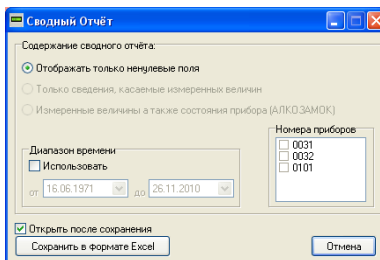 Сводный Отчёт
Содержание сводного отчёта:
Отображать только ненулевые поля
Только сведения, касаемые измеренных величин
Измеренные величины а также состояния прибора (АЛКОЗАМОК)
Номера приборов
0031
0032
0101
Диапазон времени
Использовать
от 16.06.1971 до 26.11.2010
Открыть после сохранения
Сохранить в формате Excel
Отмена